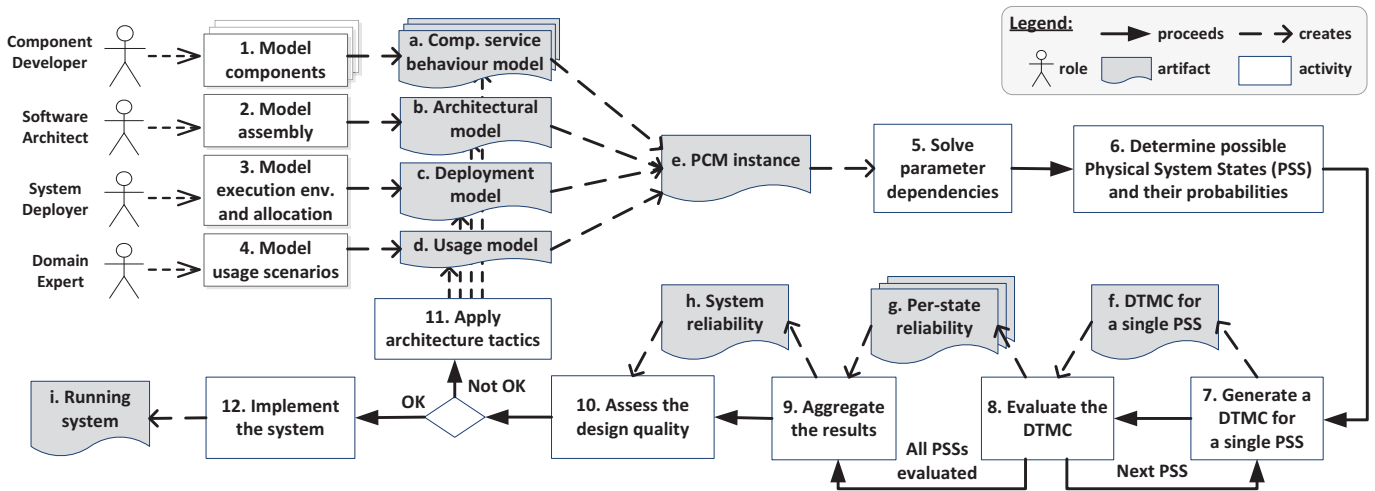 Component
Developer
1. Model
components
a. Comp. service
behaviour model
Legend:
proceeds
creates
role
artifact
activity
Software
Architect
2. Model
assembly
b. Architectural
model
System
Deployer
3. Model
execution env.
and allocation
c. Deployment
model
Domain
Expert
4. Model
usage scenarios
d. Usage model
e. PCM instance
5. Solve
parameter
dependencies
6. Determine possible
Physical System States (PSS)
and their probabilities
11. Apply
architecture tactics
h. System
reliability
g. Per-state
reliability
f. DTMC for
a single PSS
i. Running
system
12. Implement
the system
OK
Not OK
10. Assess the
design quality
9. Aggregate
the results
8. Evaluate the
DTMC
7. Generate a
DTMC for
a single PSS
All PSSs
evaluated
Next PSS